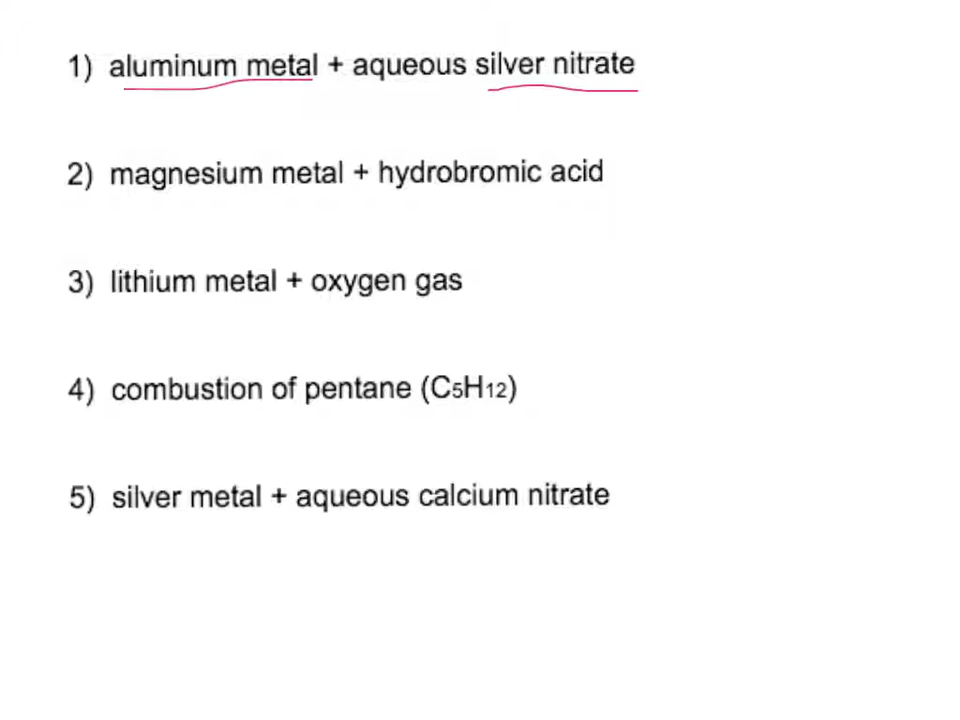 1) aluminum metal + aqueous silver nitrate
2) magnesium metal + hydrobromic acid
3) lithium metal + oxygen gas
4) combustion of pentane (C5H12)
5) silver metal + aqueous calcium nitrate